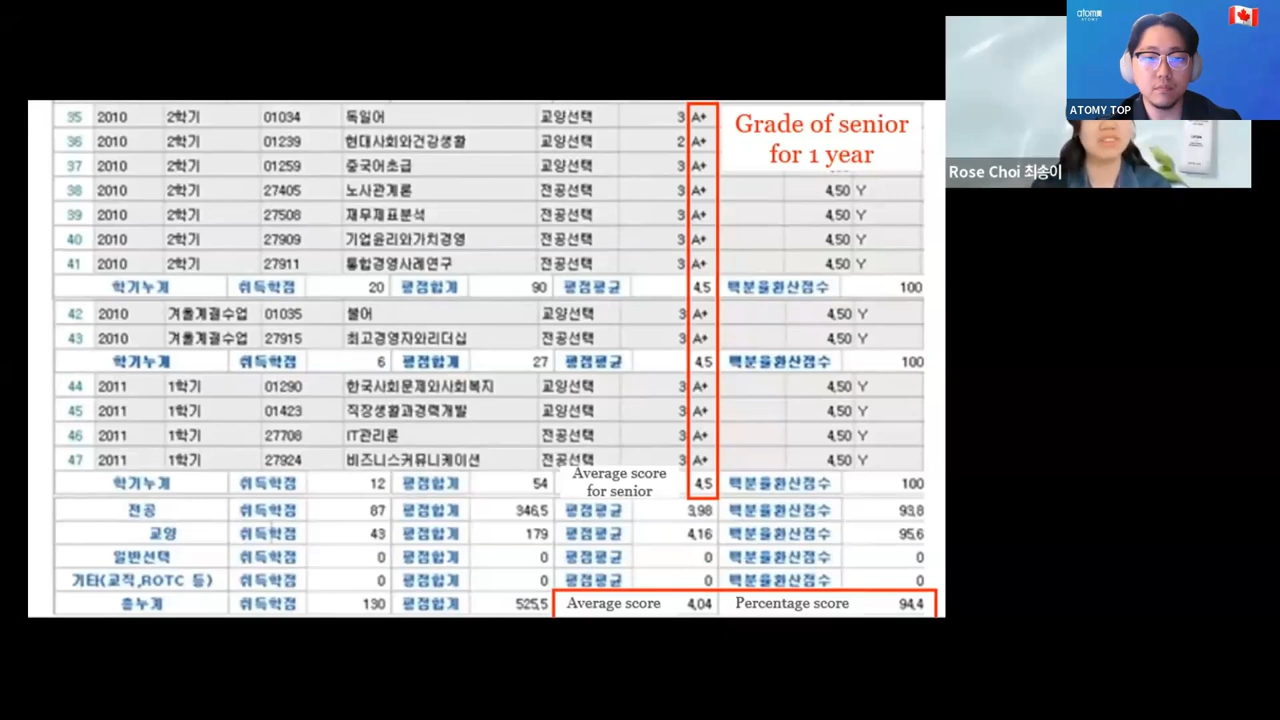 35 2010 2학기 01034 독일어 교양선택 3 A+
36 2010 2학기 01239 현대사회와건강생활 교양선택 2 A+
37 2010 2학기 01259 중국어초급 교양선택 3 A+
38 2010 2학기 27405 노사관계론 전공선택 3 A+ 4,50 Y
39 2010 2학기 27508 재무제표분석 전공선택 3 A+ 4,50 Y
40 2010 2학기 27909 기업윤리와가치경영 전공선택 3 A+ 4,50 Y
41 2010 2학기 27911 통합경영사례연구 전공선택 3 A+ 4,50 Y
학기누계 취득학점 20 평점합계 90 평점평균 4,5 백분율환산점수 100
42 2010 겨울계절수업 01035 불어 교양선택 3 A+ 4,50 Y
43 2010 겨울계절수업 27915 최고경영자와리더십 전공선택 3 A+ 4,50 Y
학기누계 취득학점 6 평점합계 27 평점평균 4,5 백분율환산점수 100
44 2011 1학기 01290 한국사회문제와사회복지 교양선택 3 A+ 4,50 Y
45 2011 1학기 01423 직장생활과경력개발 교양선택 3 A+ 4,50 Y
46 2011 1학기 27708 IT관리론 전공선택 3 A+ 4,50 Y
47 2011 1학기 27924 비즈니스커뮤니케이션 전공선택 3 A+ 4,50 Y
학기누계 취득학점 12 평점합계 54 4,5 백분율환산점수 100
전공 취득학점 87 평점합계 346,5 평점평균 3,98 백분율환산점수 93,8
교양 취득학점 43 평점합계 179 평점평균 4,16 백분율환산점수 95,6
일반선택 취득학점 0 평점합계 0 평점평균 0 백분율환산점수 0
기타(교직,ROTC 등) 취득학점 0 평점합계 0 평점평균 0 백분율환산점수 0
총누계 취득학점 130 평점합계 525,5 Average score 4,04 Percentage score 94,4
Grade of senior
for 1 year
Average score
for senior
atom美
ATOMY
ATOMY TOP
Rose Choi 최송이